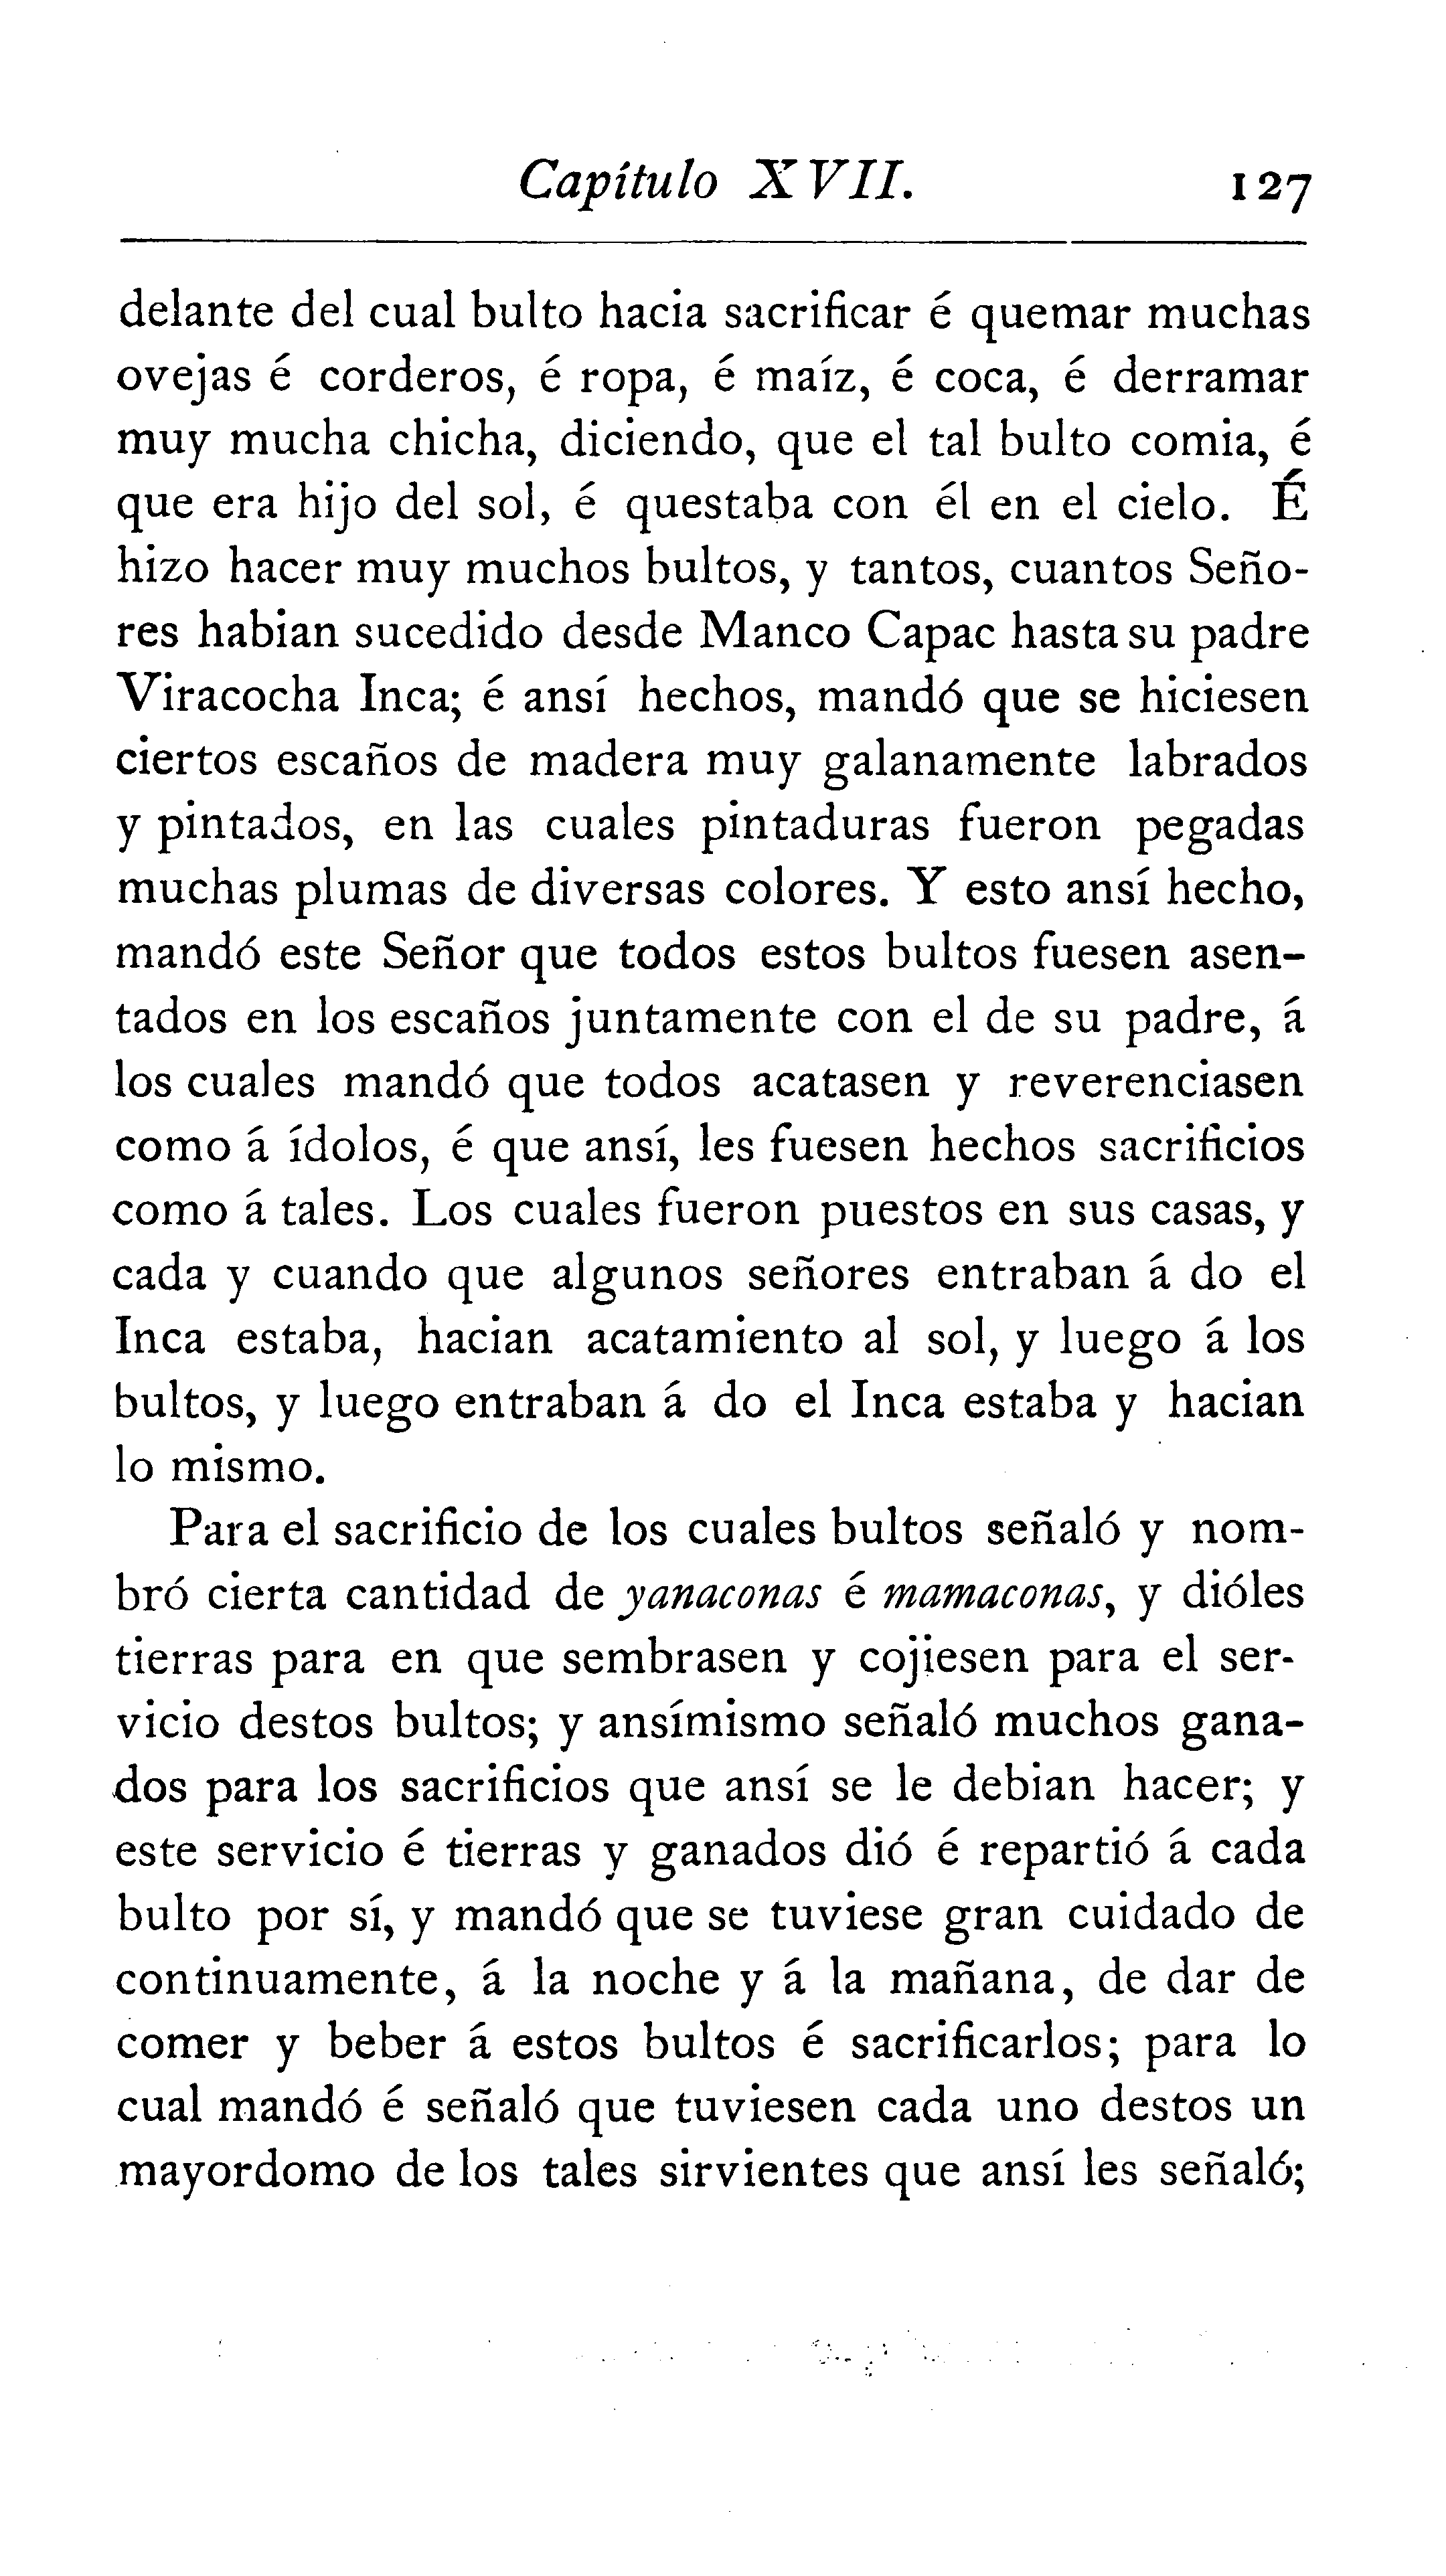 Capítulo XVII. 127
delante del cual bulto hacia sacrificar é quemar muchas
ovejas é corderos, é ropa, é maíz, é coca, é derramar
muy mucha chicha, diciendo, que el tal bulto comia, é
que era hijo del sol, é questaba con él en el cielo. É
hizo hacer muy muchos bultos, y tantos, cuantos Seño-
res habian sucedido desde Manco Capac hasta su padre
Viracocha Inca; é ansí hechos, mandó que se hiciesen
ciertos escaños de madera muy galanamente labrados
y pintados, en las cuales pintaduras fueron pegadas
muchas plumas de diversas colores. Y esto ansí hecho,
mandó este Señor que todos estos bultos fuesen asen-
tados en los escaños juntamente con el de su padre, á
los cuales mandó que todos acatasen y reverenciasen
como á ídolos, é que ansí, les fuesen hechos sacrificios
como á tales. Los cuales fueron puestos en sus casas, y
cada y cuando que algunos señores entraban á do el
Inca estaba, hacian acatamiento al sol, y luego á los
bultos, y luego entraban á do el Inca estaba y hacian
lo mismo.
Para el sacrificio de los cuales bultos señaló y nom-
bró cierta cantidad de yanaconas é mamaconas, y dióles
tierras para en que sembrasen y cojiesen para el ser-
vicio destos bultos; y ansímismo señaló muchos gana-
dos para los sacrificios que ansí se le debian hacer; y
este servicio é tierras y ganados dió é repartió á cada
bulto por sí, y mandó que se tuviese gran cuidado de
continuamente, á la noche y á la mañana, de dar de
comer y beber á estos bultos é sacrificarlos; para lo
cual mandó é señaló que tuviesen cada uno destos un
mayordomo de los tales sirvientes que ansí les señaló;